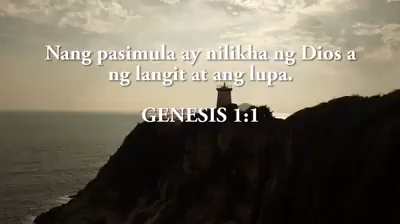 Nang pasimula ay nilikha ng Dios a
ng langit at ang lupa.
GENESIS 1:1